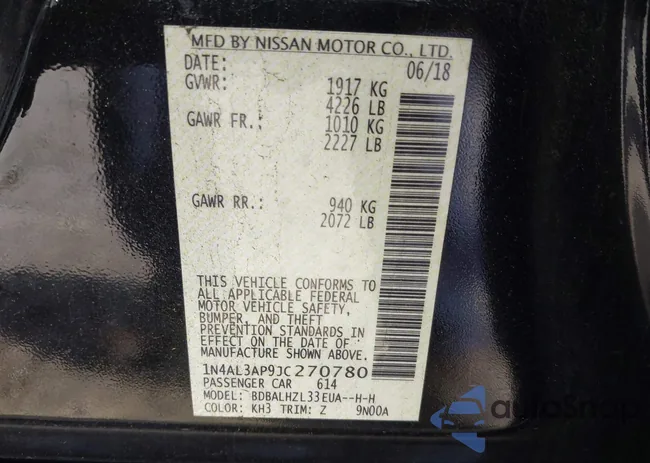 MFD BY NISSAN MOTOR CO., LTD.
DATE: 06/18
GVWR: 1917 KG
4226 LB
GAWR FR.: 1010 KG
2227 LB
GAWR RR.: 940 KG
2072 LB
THIS VEHICLE CONFORMS TO
ALL APPLICABLE FEDERAL
MOTOR VEHICLE SAFETY,
BUMPER, AND THEFT
PREVENTION STANDARDS IN
EFFECT ON THE DATE OF
MANUFACTURE SHOWN ABOVE.
1N4AL3AP9JC270780
PASSENGER CAR 614
MODEL: BDBALHZL33EUA--H-H
COLOR: KH3 TRIM: Z 9N00A
autoSnap